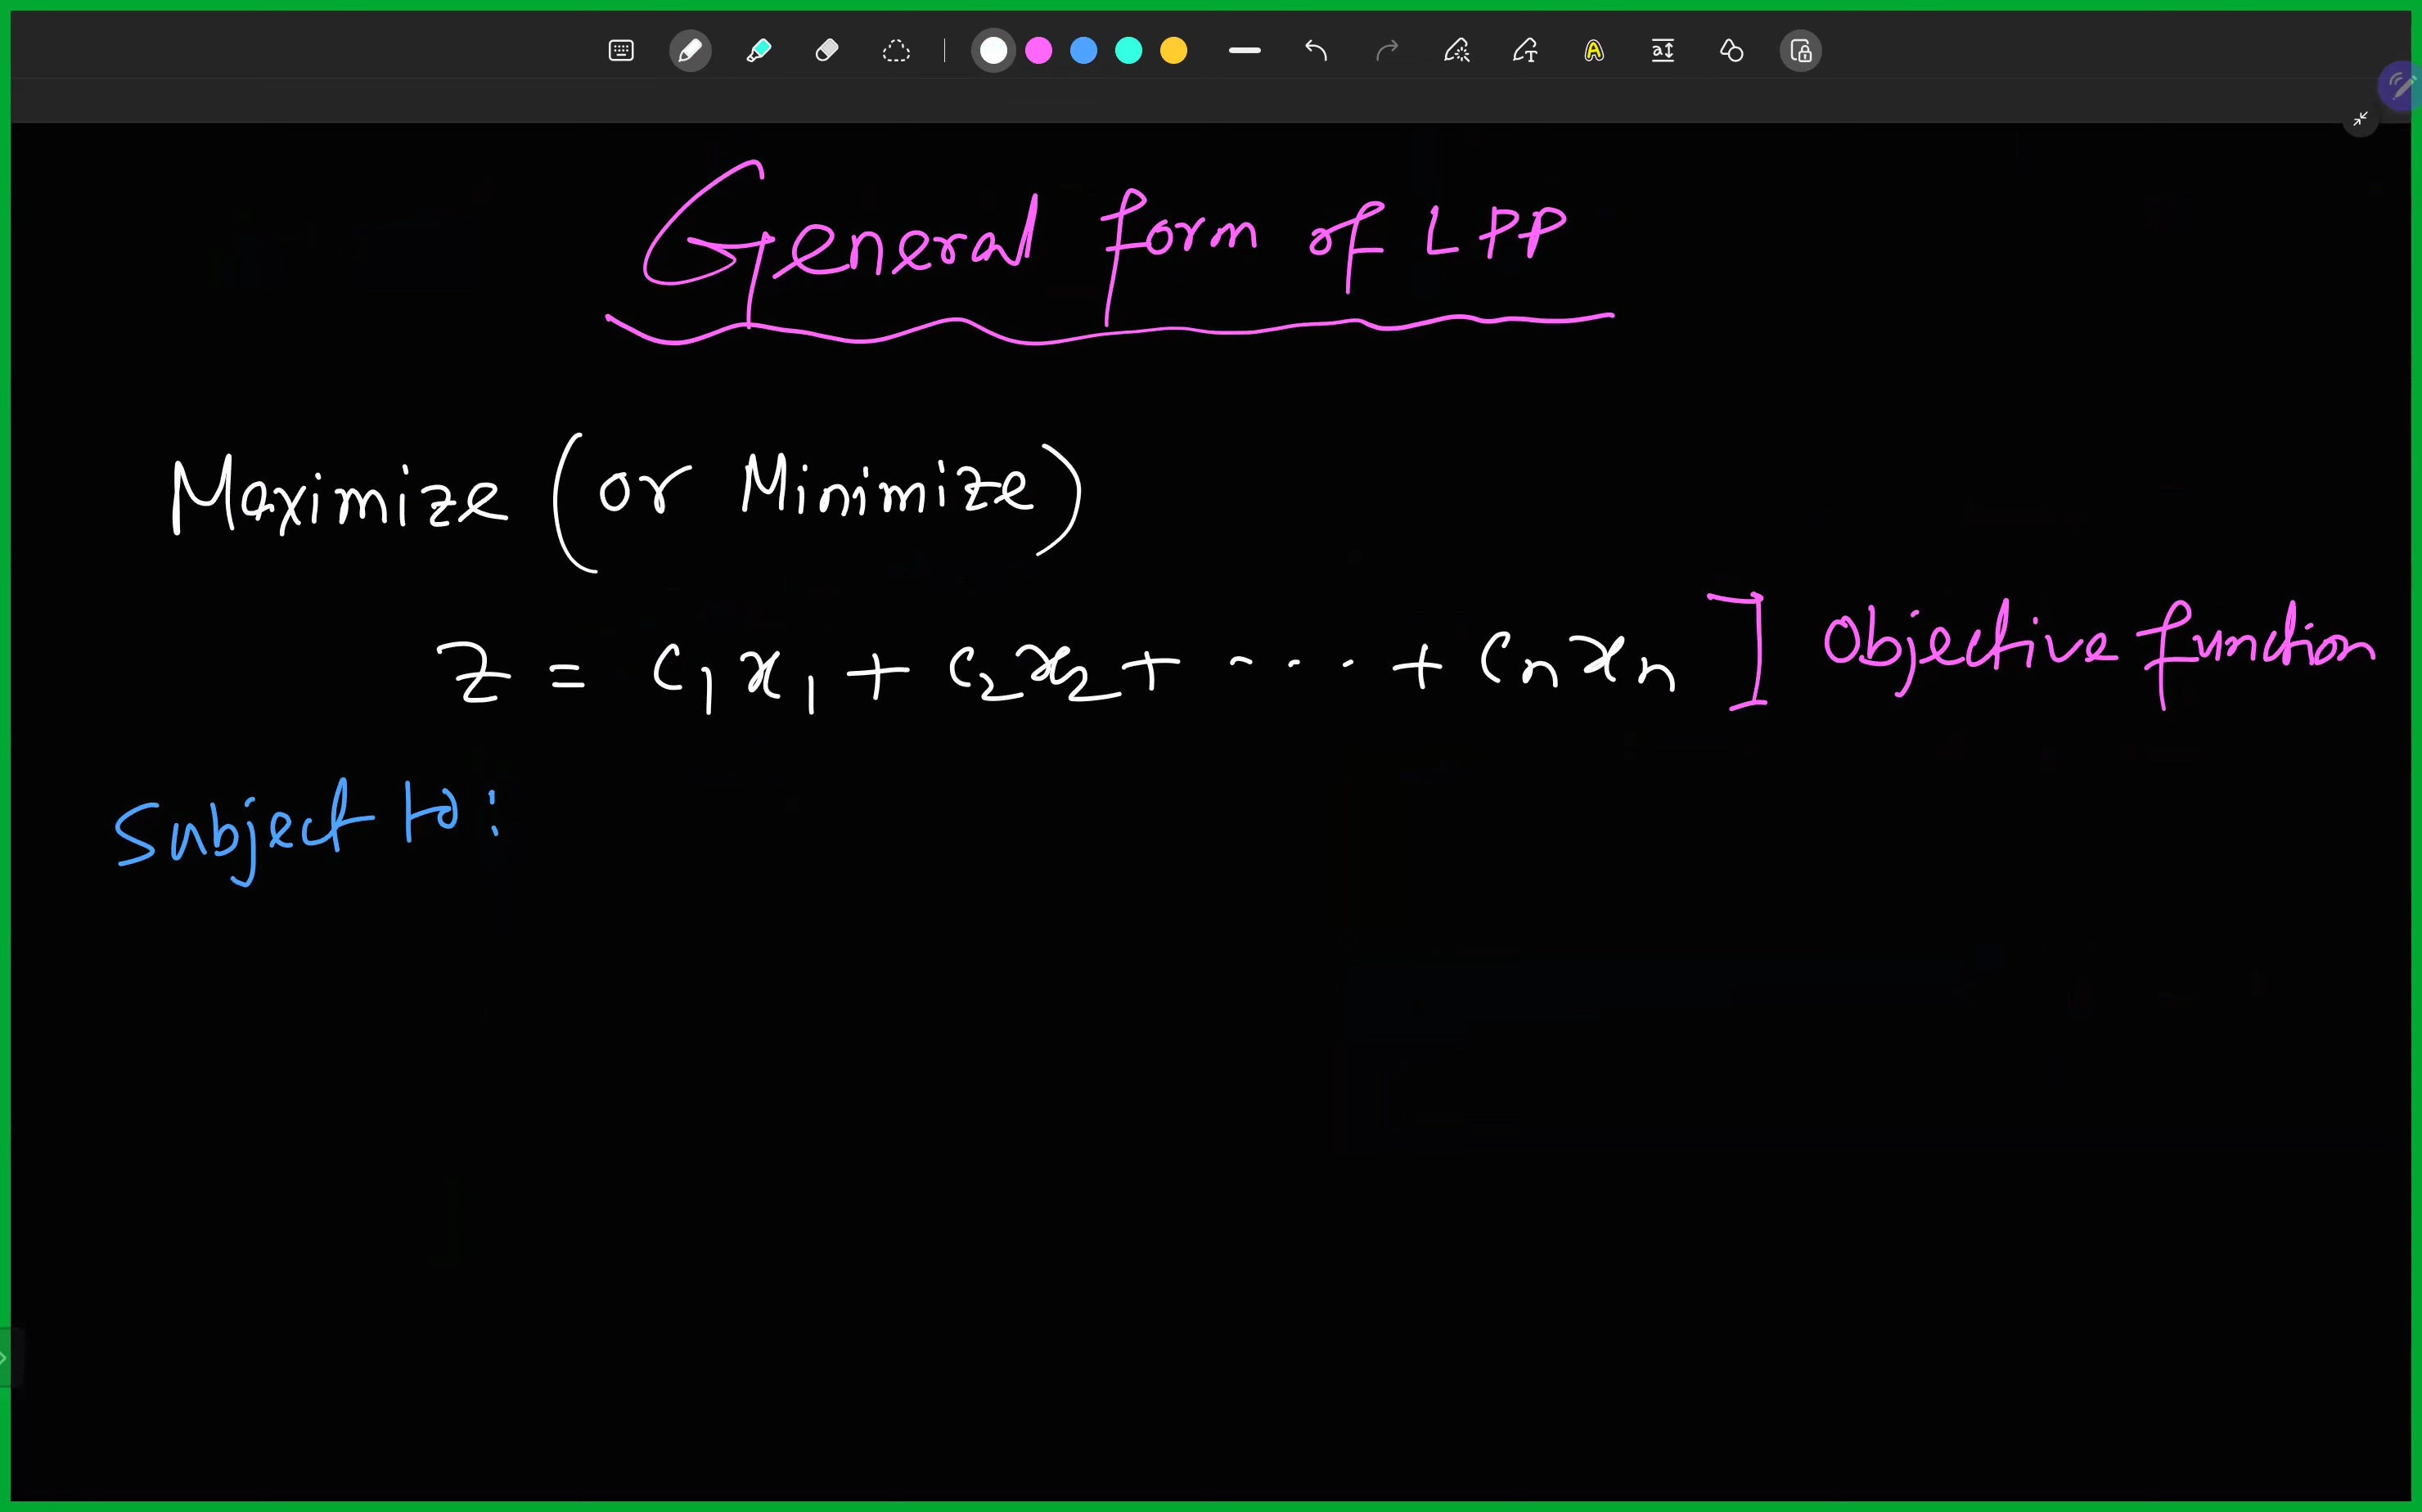 General form of LPP
Maximize (or Minimize)
Z = C₁x₁ + C₂x₂ + ---- + Cₙxₙ ] Objective function
Subject to: